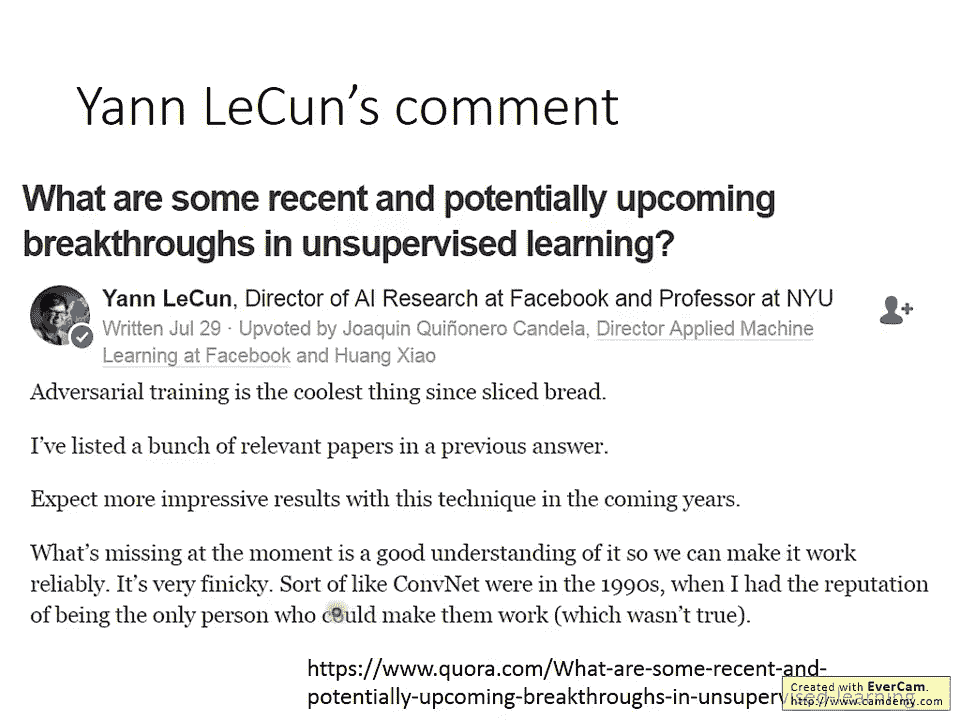 Yann LeCun’s comment
What are some recent and potentially upcoming
breakthroughs in unsupervised learning?
Yann LeCun, Director of AI Research at Facebook and Professor at NYU
Written Jul 29 · Upvoted by Joaquin Quiñonero Candela, Director Applied Machine
Learning at Facebook and Huang Xiao
Adversarial training is the coolest thing since sliced bread.
I’ve listed a bunch of relevant papers in a previous answer.
Expect more impressive results with this technique in the coming years.
What’s missing at the moment is a good understanding of it so we can make it work
reliably. It’s very finicky. Sort of like ConvNet were in the 1990s, when I had the reputation
of being the only person who could make them work (which wasn’t true).
https://www.quora.com/What-are-some-recent-and-
potentially-upcoming-breakthroughs-in-unsupervised-learning
Created with EverCam.
http://www.camdemy.com